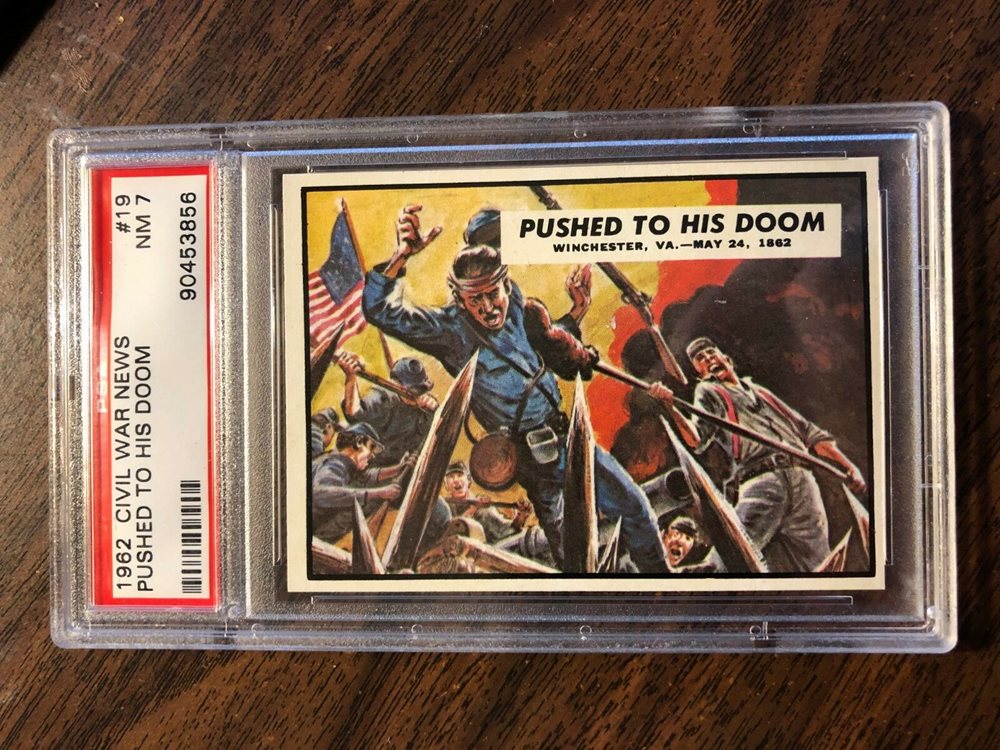 1962 CIVIL WAR NEWS #19
PUSHED TO HIS DOOM NM 7
90453856
PUSHED TO HIS DOOM
WINCHESTER, VA.—MAY 24, 1862